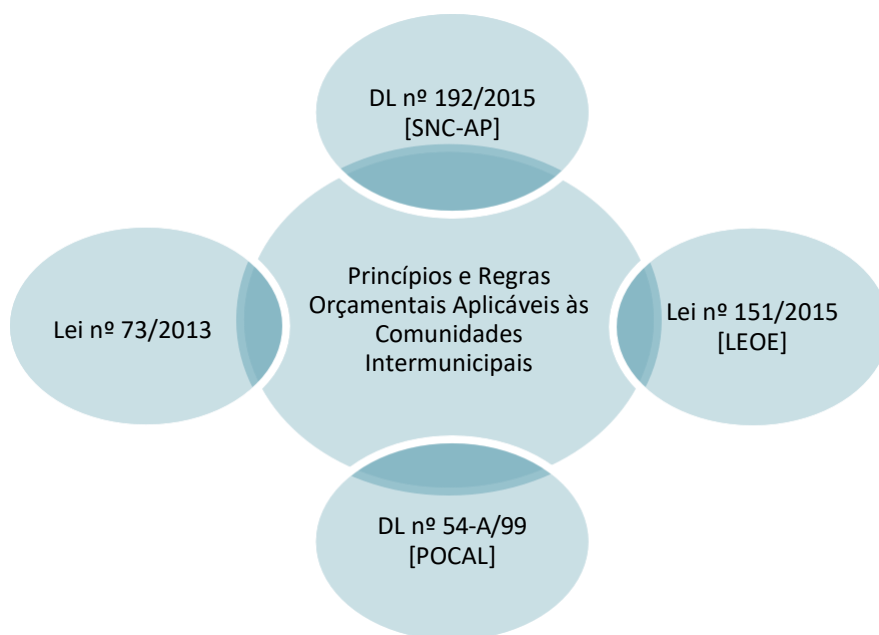 DL nº 192/2015
[SNC-AP]
Princípios e Regras
Orçamentais Aplicáveis às
Comunidades
Intermunicipais
Lei nº 73/2013
Lei nº 151/2015
[LEOE]
DL nº 54-A/99
[POCAL]